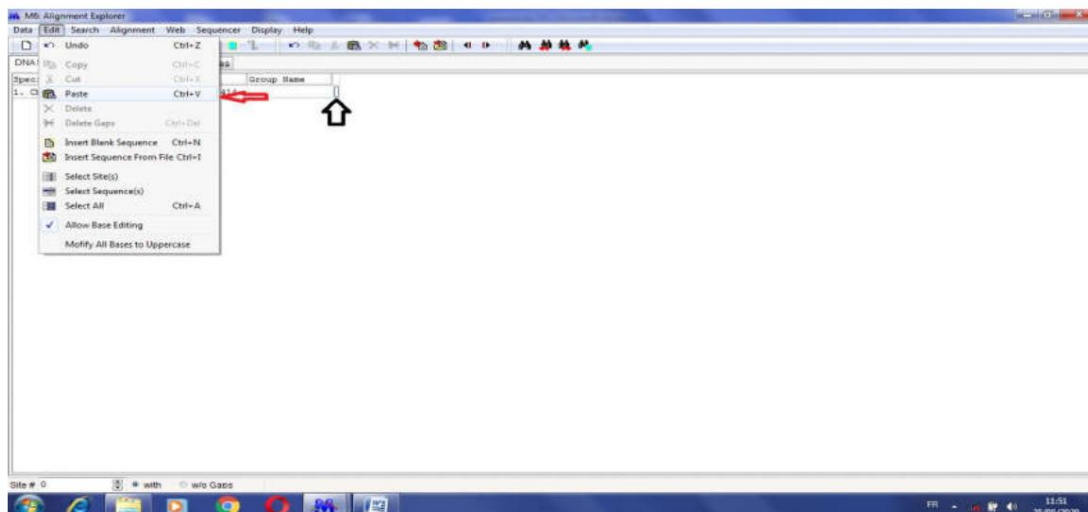 M6: Alignment Explorer
Data Edit Search Alignment Web Sequencer Display Help
Undo Ctrl+Z
DNA
Copy Ctrl+C
Spec
Cut Ctrl+X
Group Name
1. C
Paste Ctrl+V
Delete
Delete Gaps Ctrl+Del
Insert Blank Sequence Ctrl+N
Insert Sequence From File Ctrl+I
Select Site(s)
Select Sequence(s)
Select All Ctrl+A
Allow Base Editing
Mofify All Bases to Uppercase
Site # 0 with w/o Gaps
FR
11:51